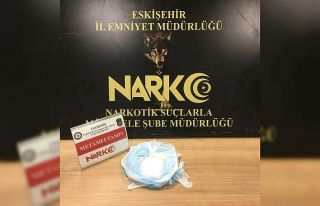 ESKİŞEHİR
İL EMNİYET MÜDÜRLÜĞÜ
NARKO
NARKOTİK SUÇLARLA
MÜCADELE ŞUBE MÜDÜRLÜĞÜ
METAMFETAMİN
NARKO